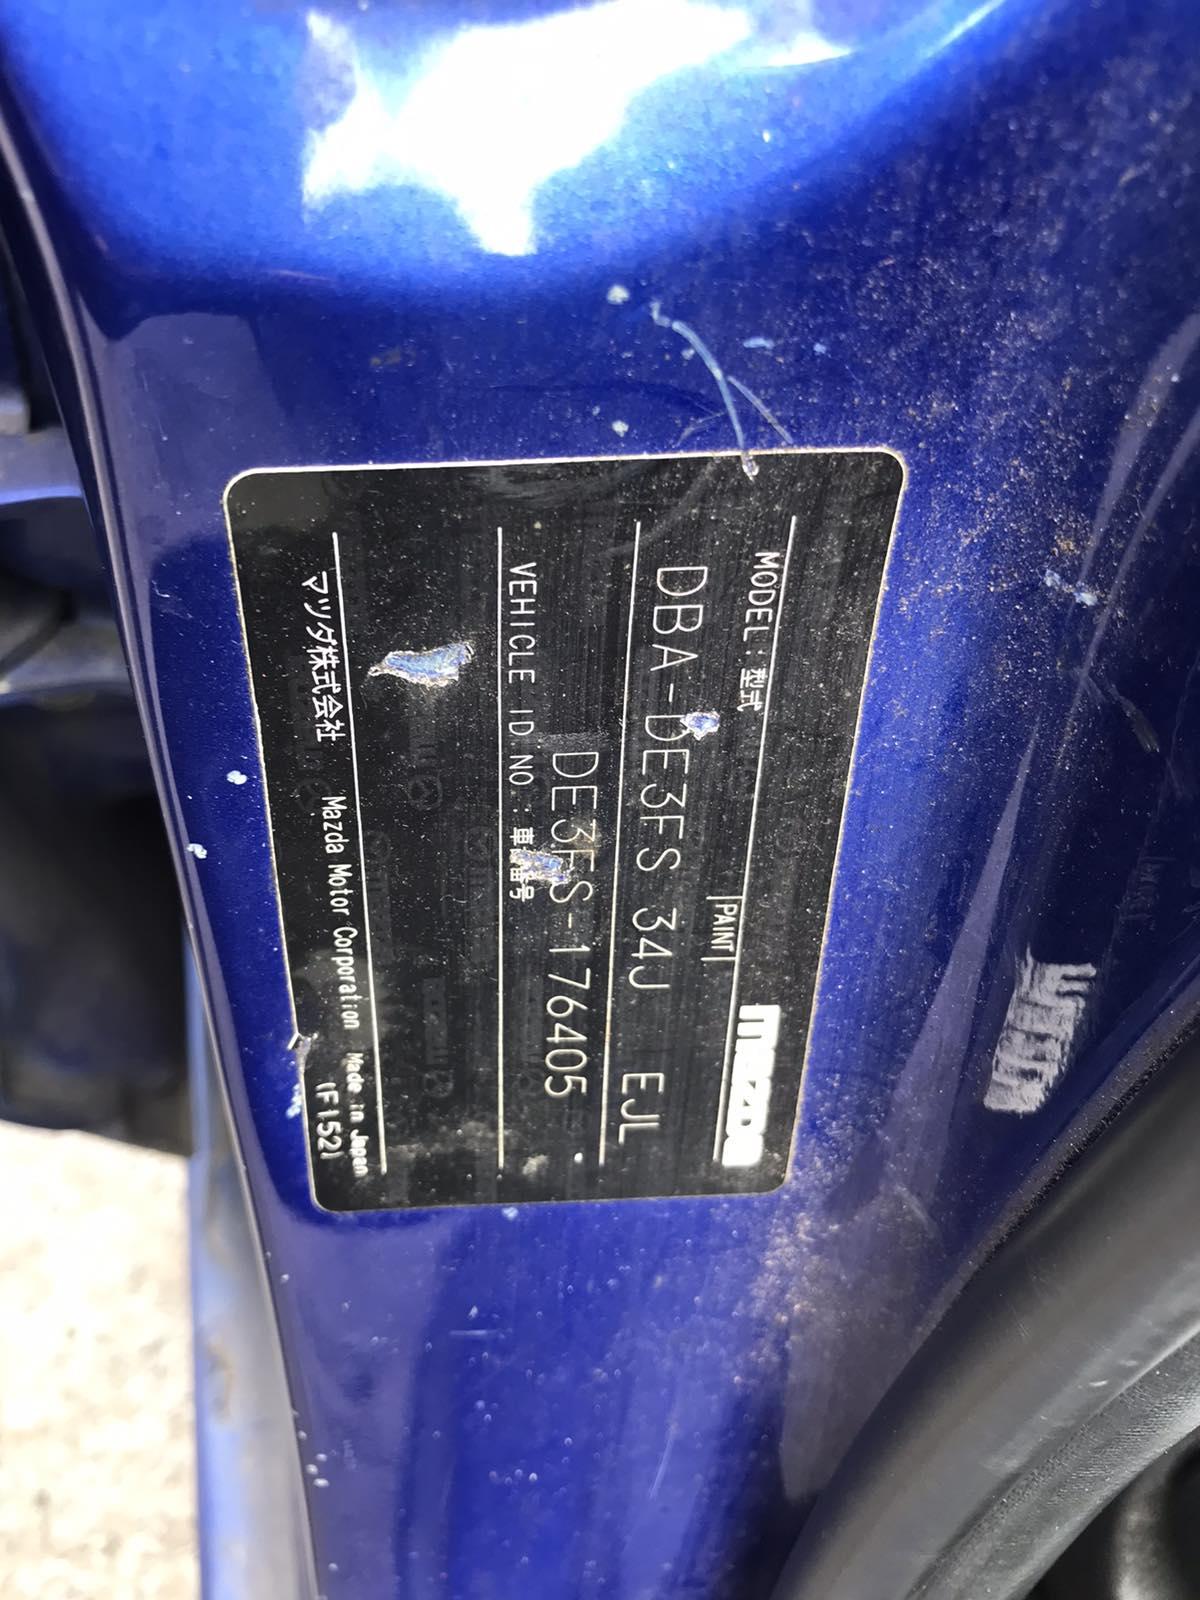 mazda
MODEL:型式
PAINT
DBA-DE3FS 34J EJL
DE3FS-176405
VEHICLE ID.NO:車 番号
マツダ株式会社 Mazda Motor Corporation Made in Japan
(F152)